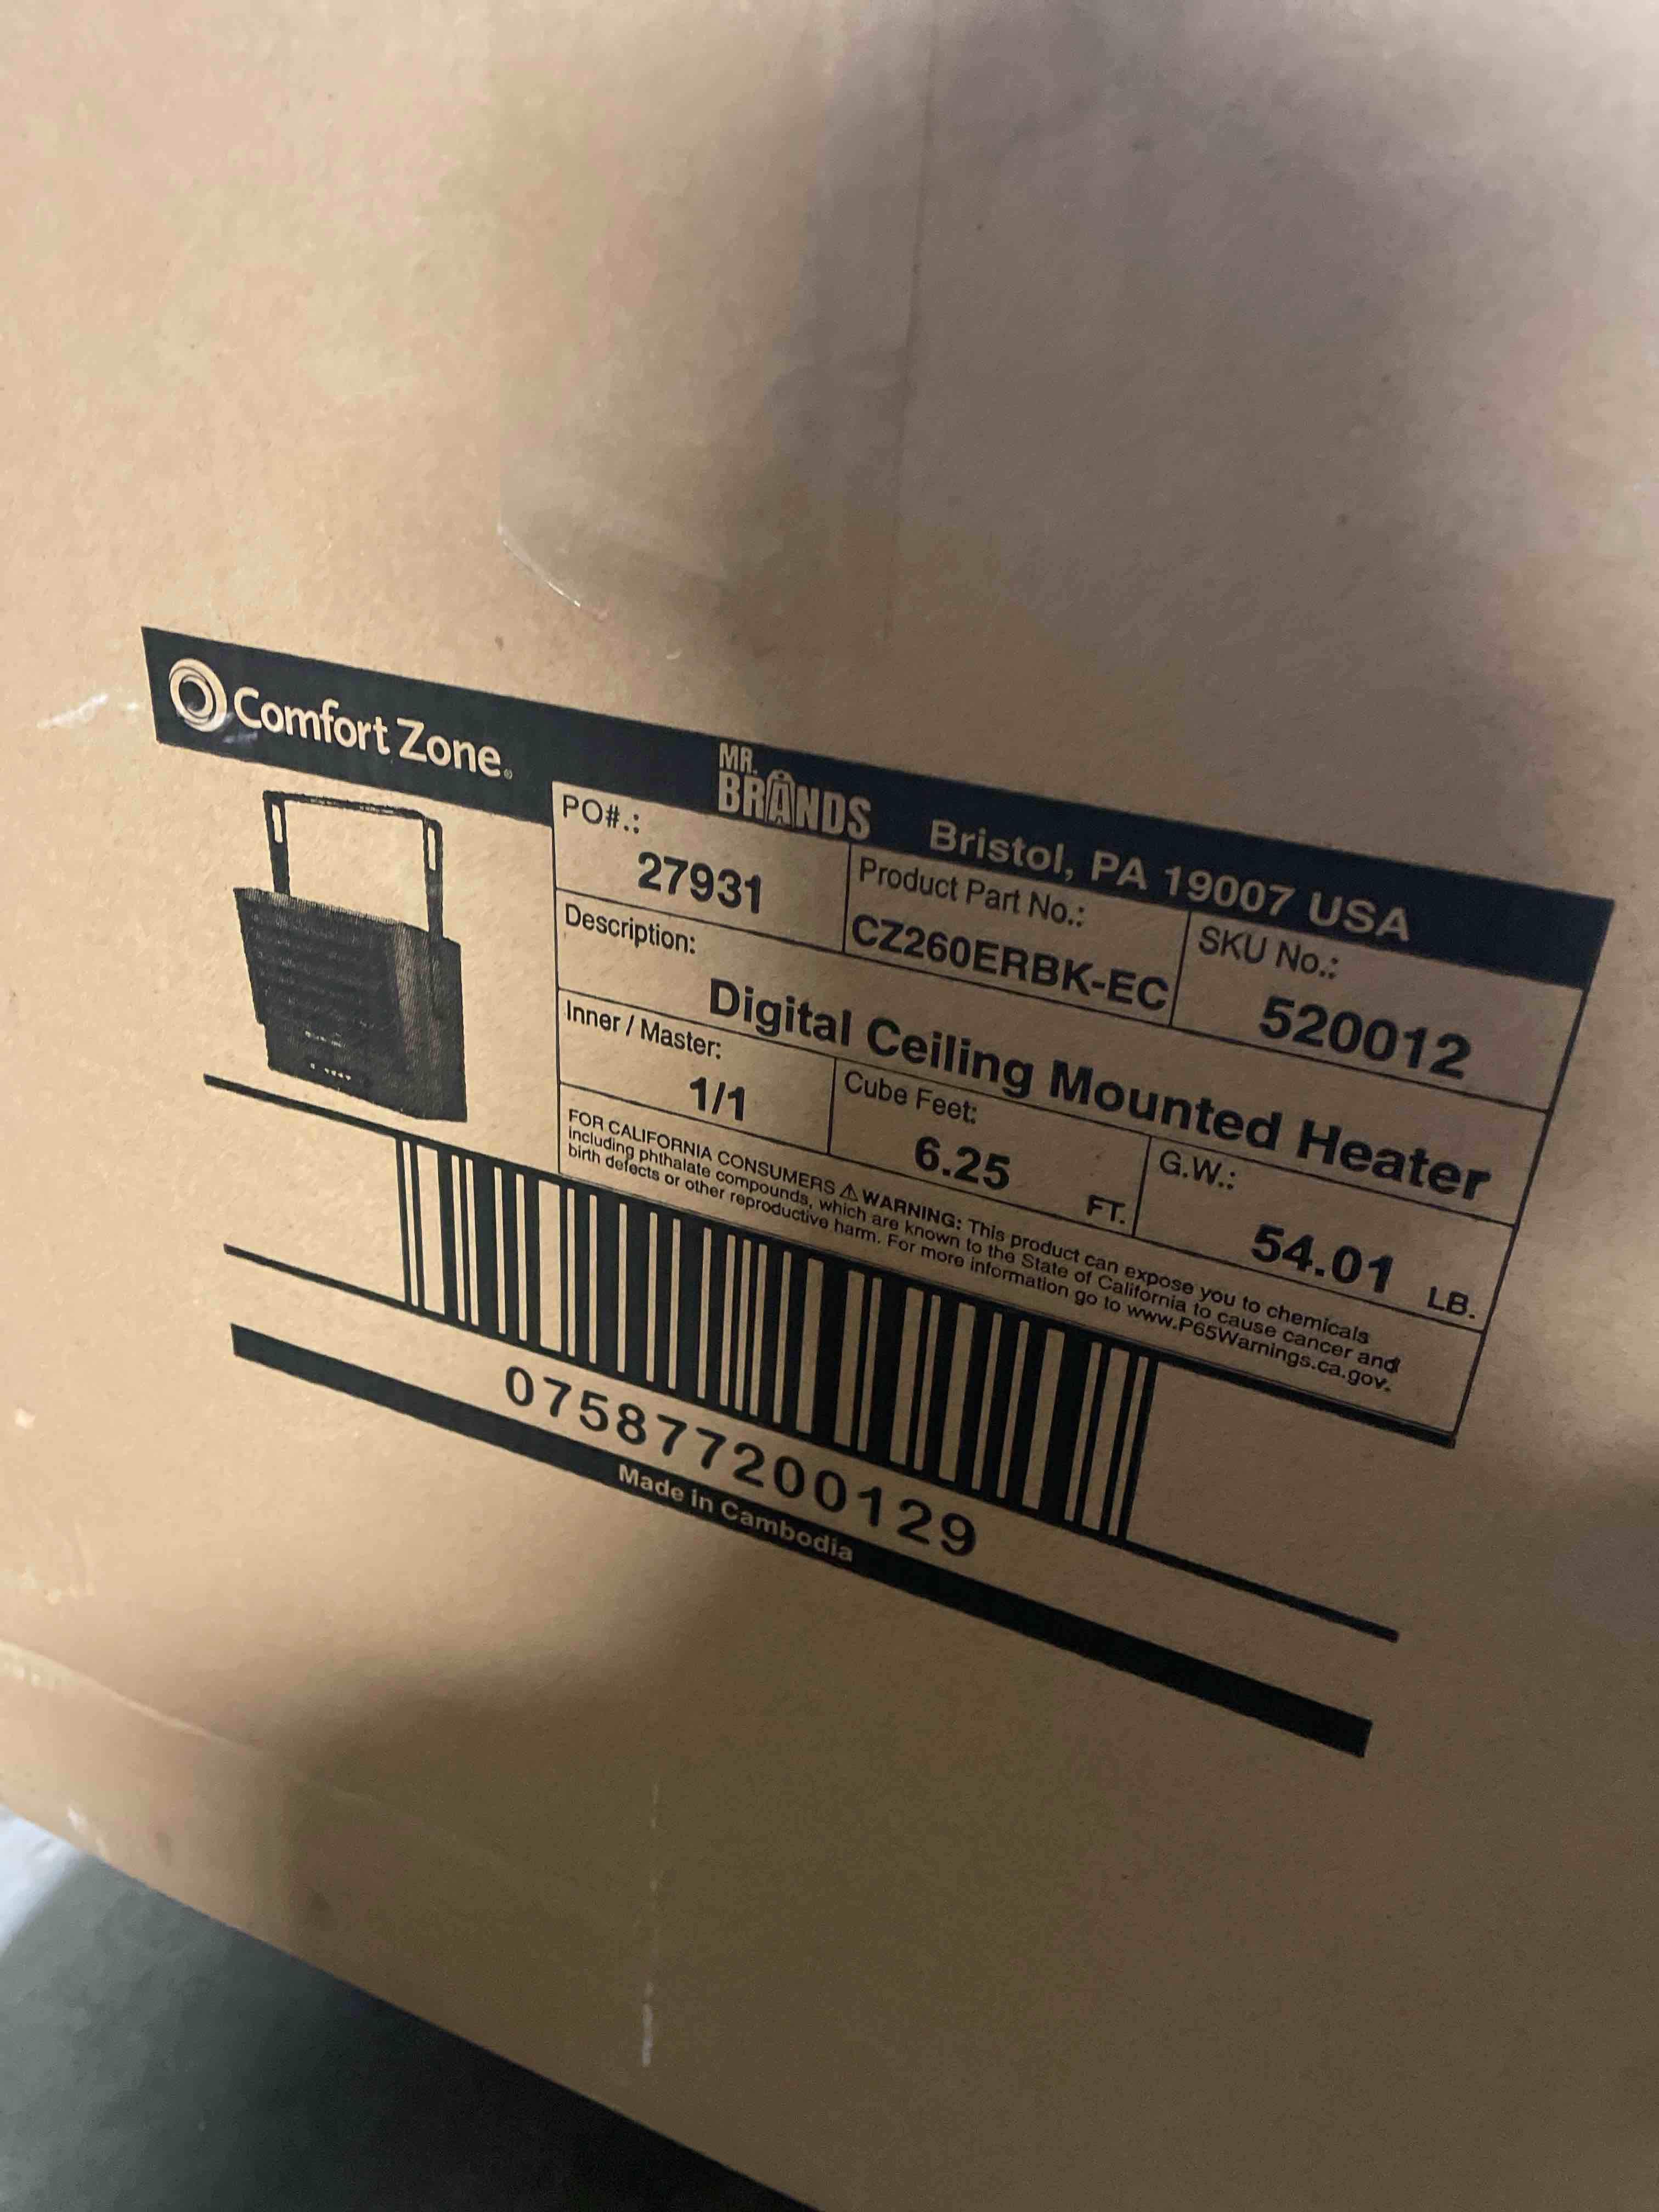 Comfort Zone®
MR. BRANDS
Bristol, PA 19007 USA
PO#.:
27931
Product Part No.:
CZ260ERBK-EC
SKU No.:
520012
Description:
Digital Ceiling Mounted Heater
Inner / Master:
1/1
Cube Feet:
6.25 FT.
G.W.:
54.01 LB.
FOR CALIFORNIA CONSUMERS ⚠ WARNING: This product can expose you to chemicals
including phthalate compounds, which are known to the State of California to cause cancer and
birth defects or other reproductive harm. For more information go to www.P65Warnings.ca.gov.
075877200129
Made in Cambodia